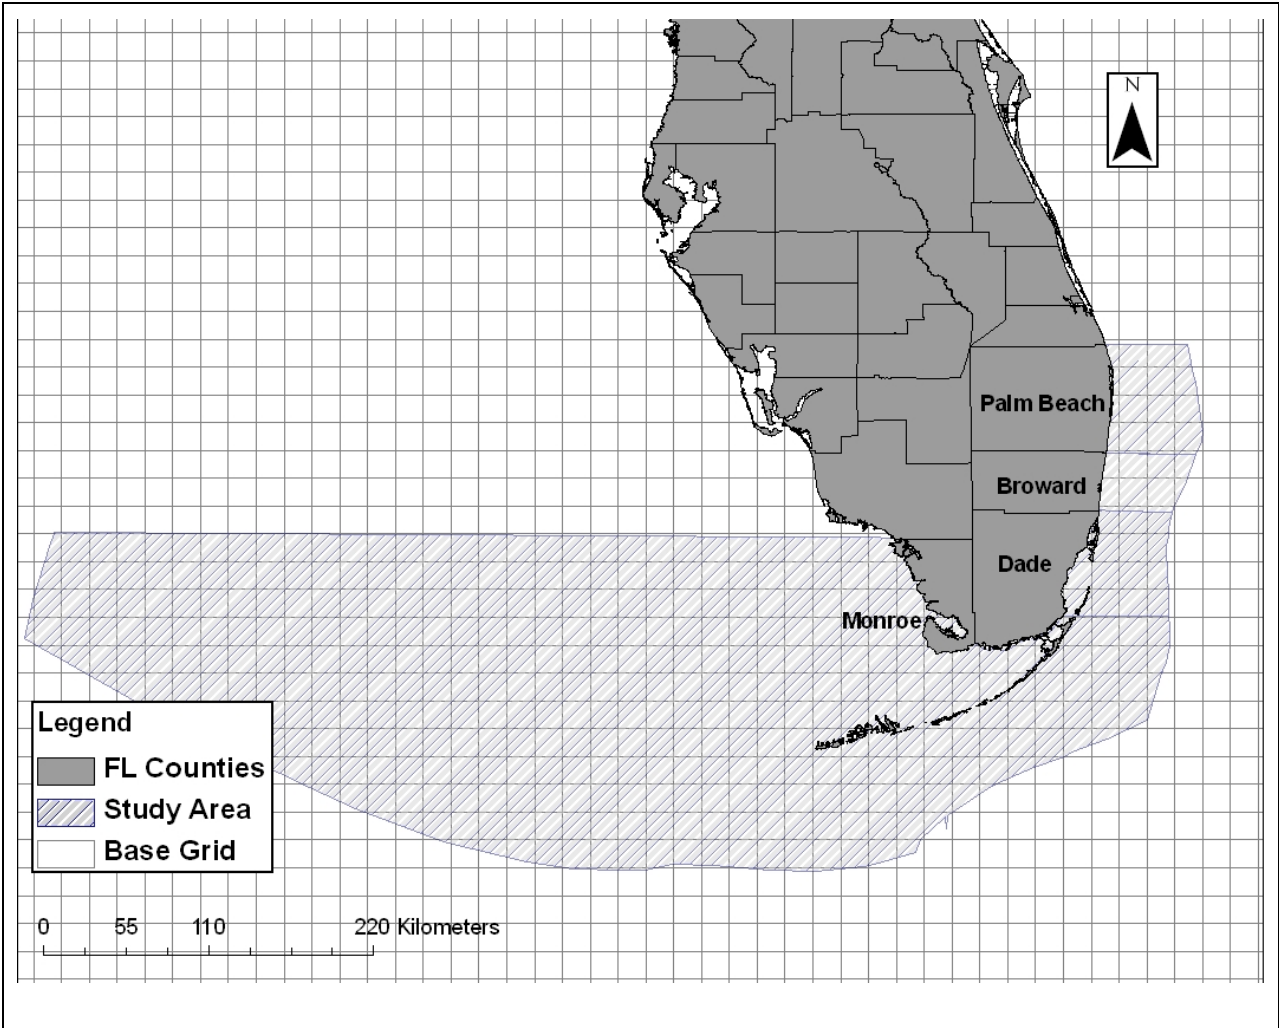 N
Palm Beach
Broward
Dade
Monroe
Legend
FL Counties
Study Area
Base Grid
0 55 110 220 Kilometers